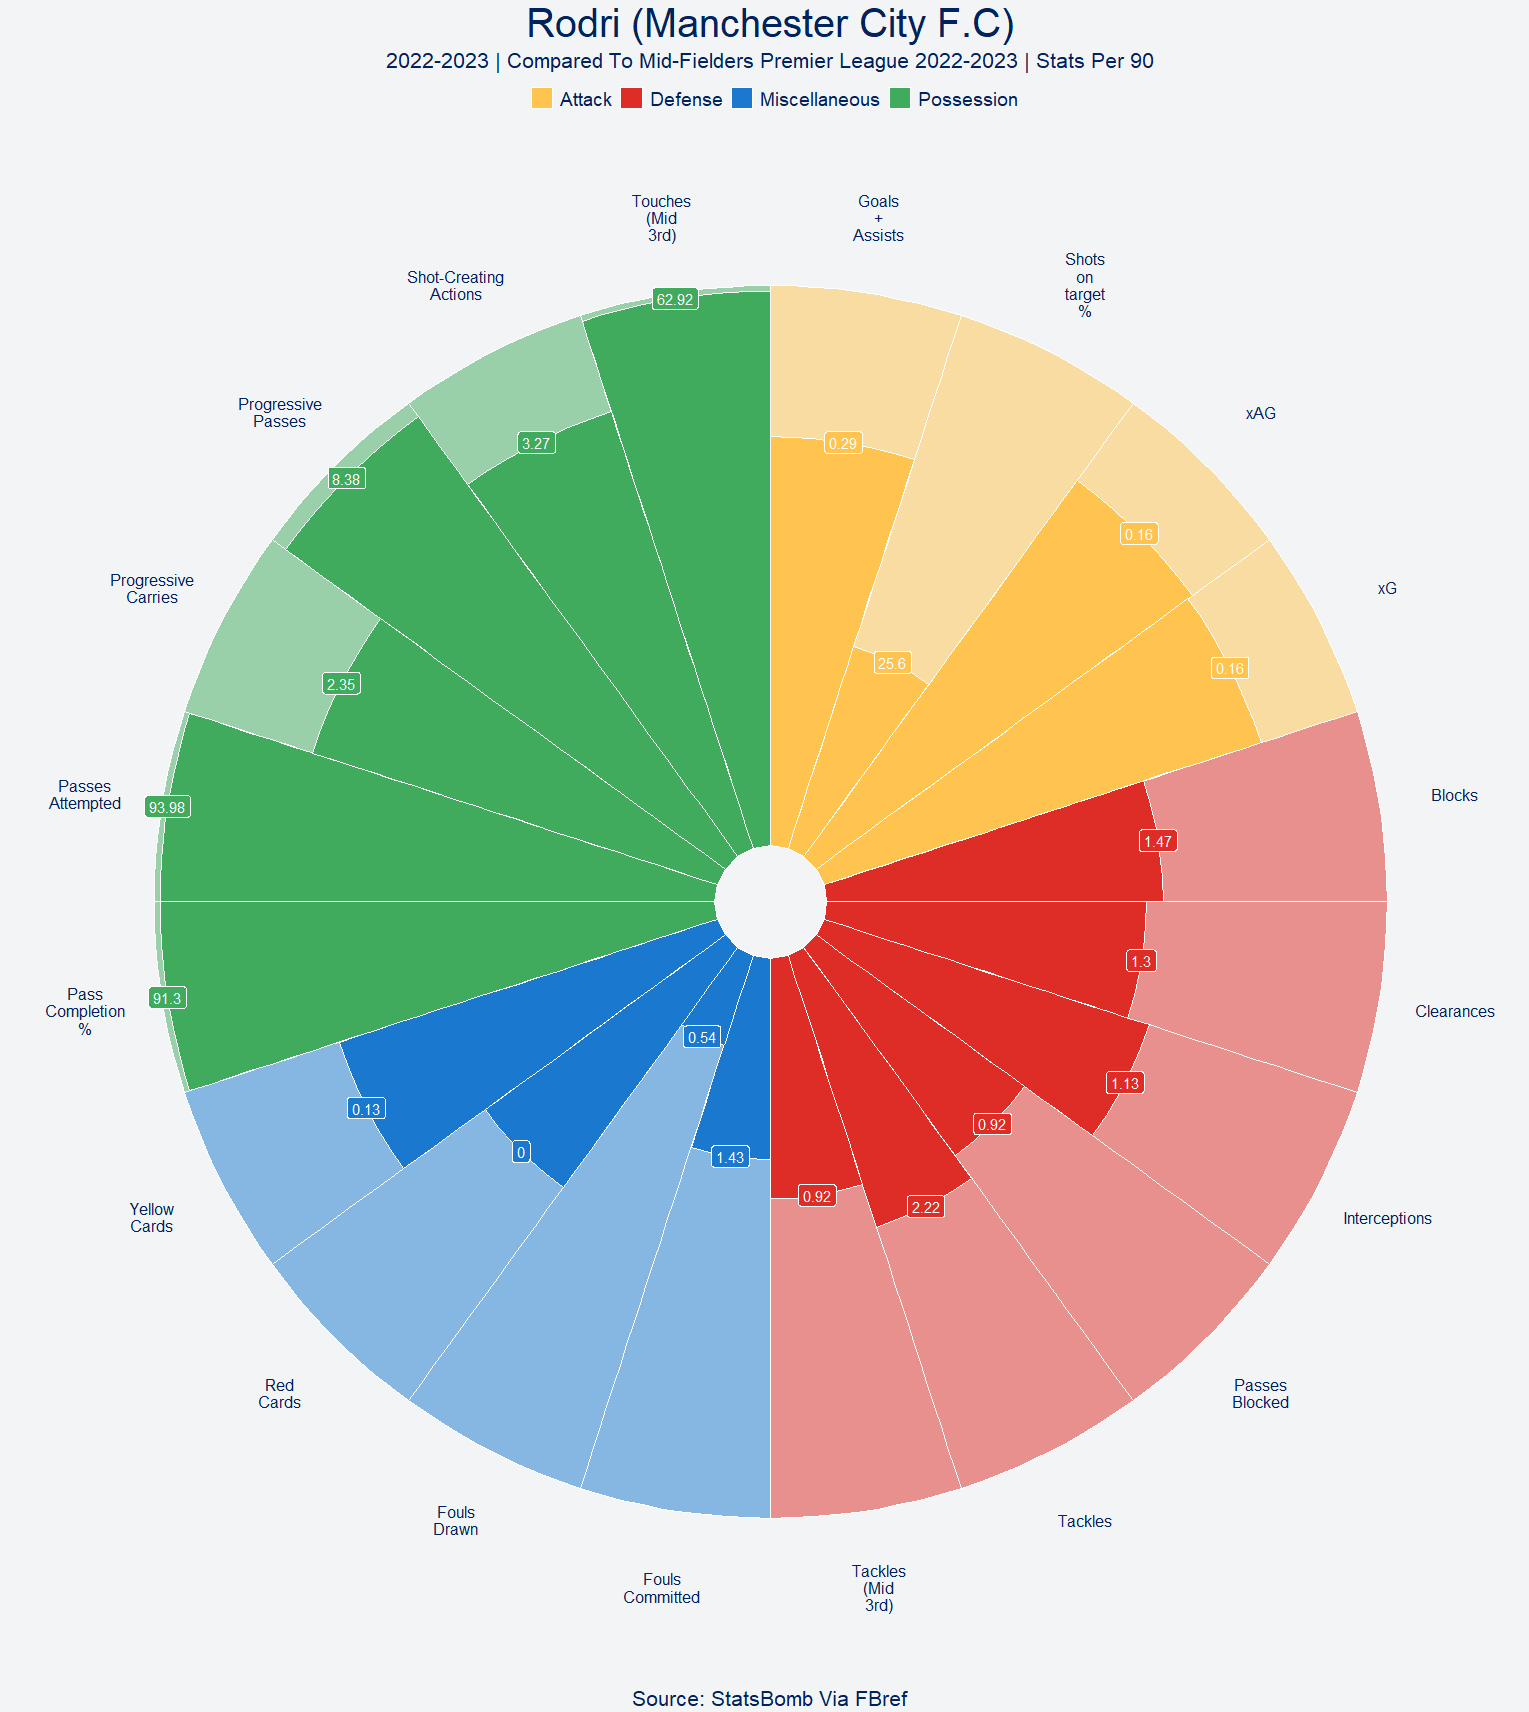 Rodri (Manchester City F.C)
2022-2023 | Compared To Mid-Fielders Premier League 2022-2023 | Stats Per 90
Attack Defense Miscellaneous Possession
Touches
(Mid
3rd)
Goals
+
Assists
Shots
on
target
%
xAG
xG
Blocks
Clearances
Interceptions
Passes
Blocked
Tackles
Tackles
(Mid
3rd)
Fouls
Committed
Fouls
Drawn
Red
Cards
Yellow
Cards
Pass
Completion
%
Passes
Attempted
Progressive
Carries
Progressive
Passes
Shot-Creating
Actions
62.92
0.29
25.6
0.16
0.16
1.47
1.3
1.13
0.92
2.22
0.92
1.43
0.54
0
0.13
91.3
93.98
2.35
8.38
3.27
Source: StatsBomb Via FBref